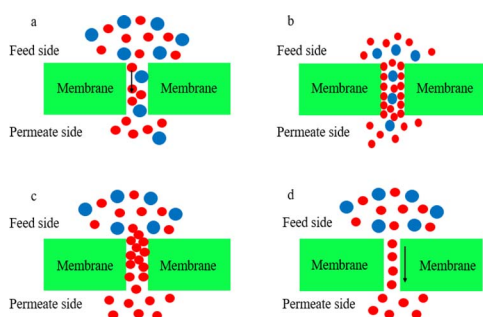 a
Feed side
Membrane Membrane
Permeate side
b
Feed side
Membrane Membrane
Permeate side
c
Feed side
Membrane Membrane
Permeate side
d
Feed side
Membrane Membrane
Permeate side